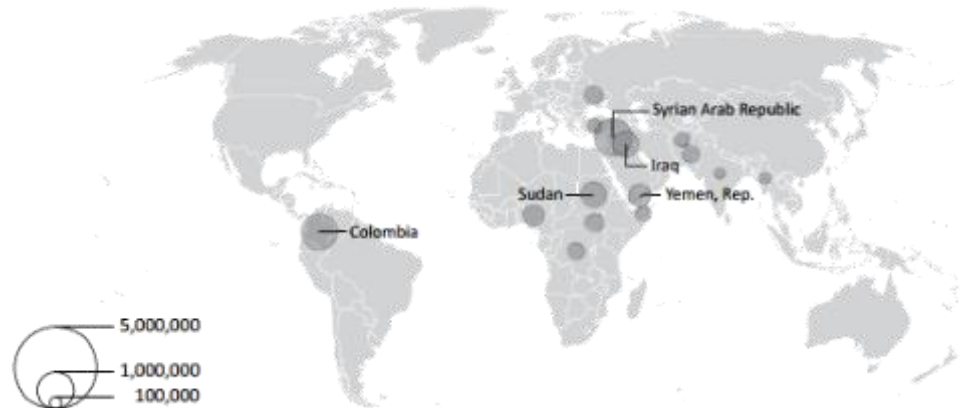 Syrian Arab Republic
Iraq
Sudan
Yemen, Rep.
Colombia
5,000,000
1,000,000
100,000